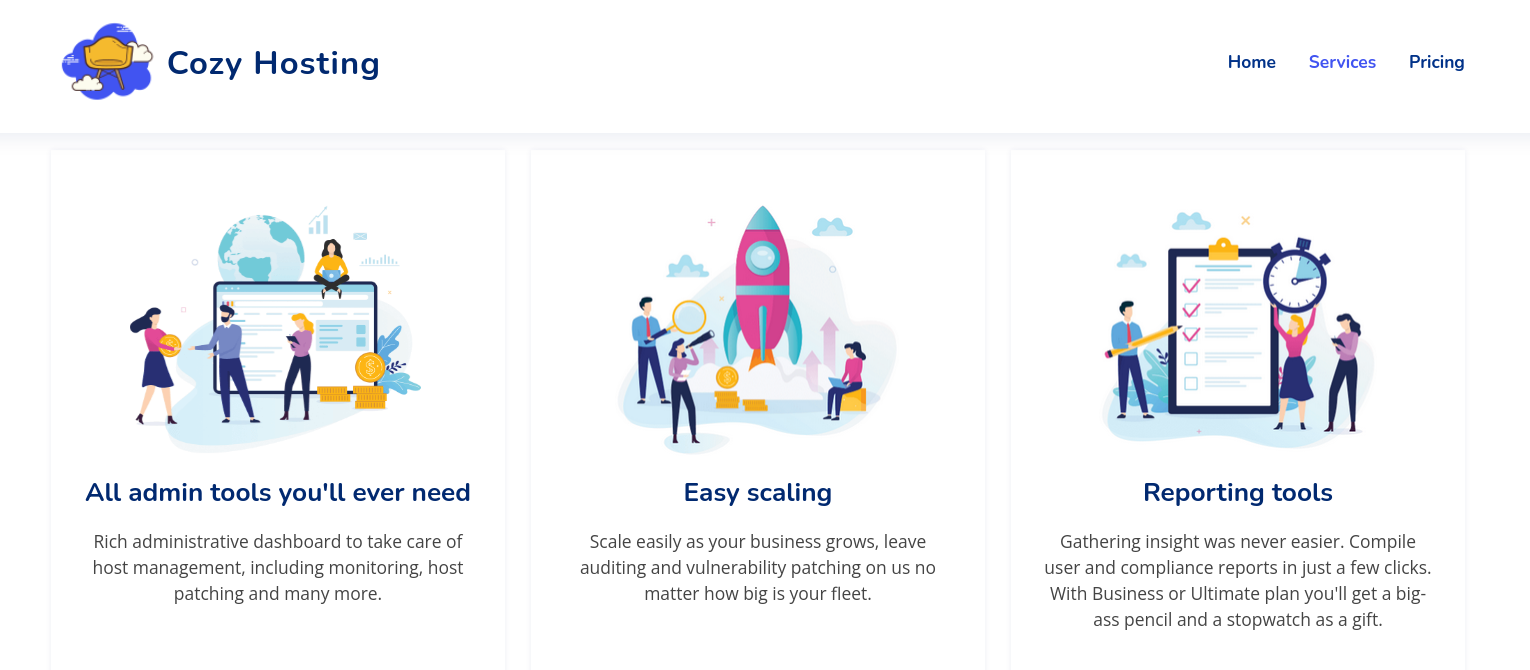 Cozy Hosting
Home
Services
Pricing
All admin tools you'll ever need
Rich administrative dashboard to take care of
host management, including monitoring, host
patching and many more.
Easy scaling
Scale easily as your business grows, leave
auditing and vulnerability patching on us no
matter how big is your fleet.
Reporting tools
Gathering insight was never easier. Compile
user and compliance reports in just a few clicks.
With Business or Ultimate plan you'll get a big-
ass pencil and a stopwatch as a gift.